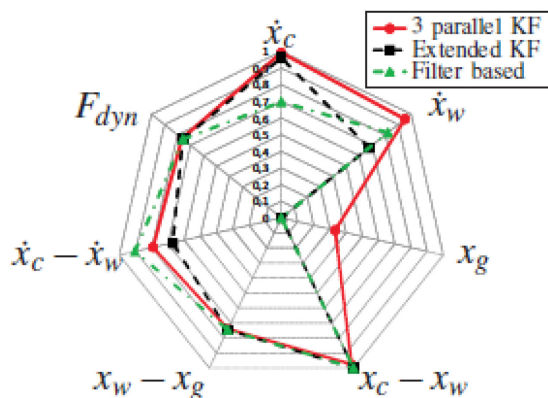 3 parallel KF
Extended KF
Filter based
ẋc
ẋw
Fdyn
1
0,9
0,8
0,7
0,6
0,5
0,4
0,3
0,2
0,1
0
xg
ẋc − ẋw
xw − xg
xc − xw